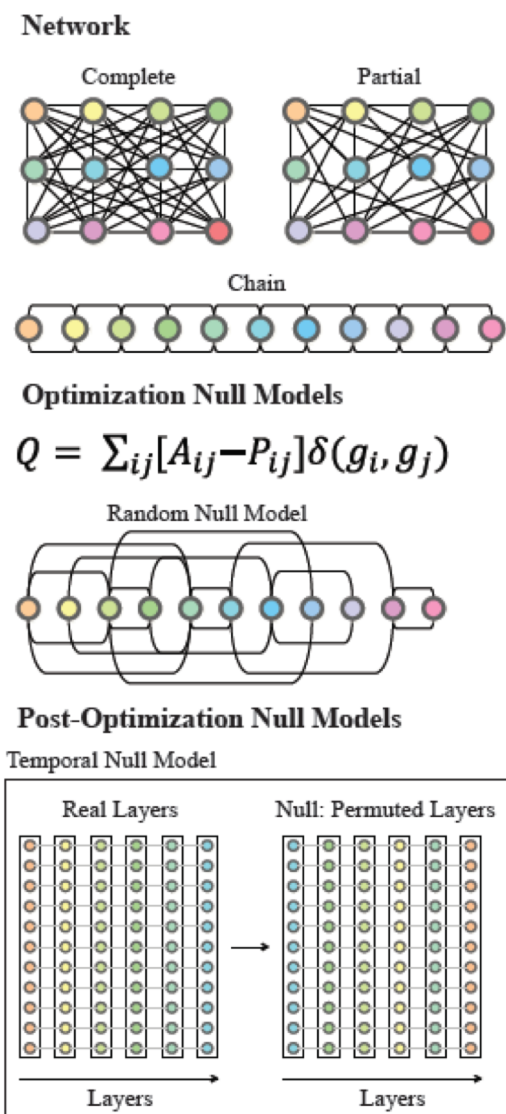 Network
Complete
Partial
Chain
Optimization Null Models
Q = ∑ij[Aij−Pij]δ(gi, gj)
Random Null Model
Post-Optimization Null Models
Temporal Null Model
Real Layers
Null: Permuted Layers
Layers
Layers